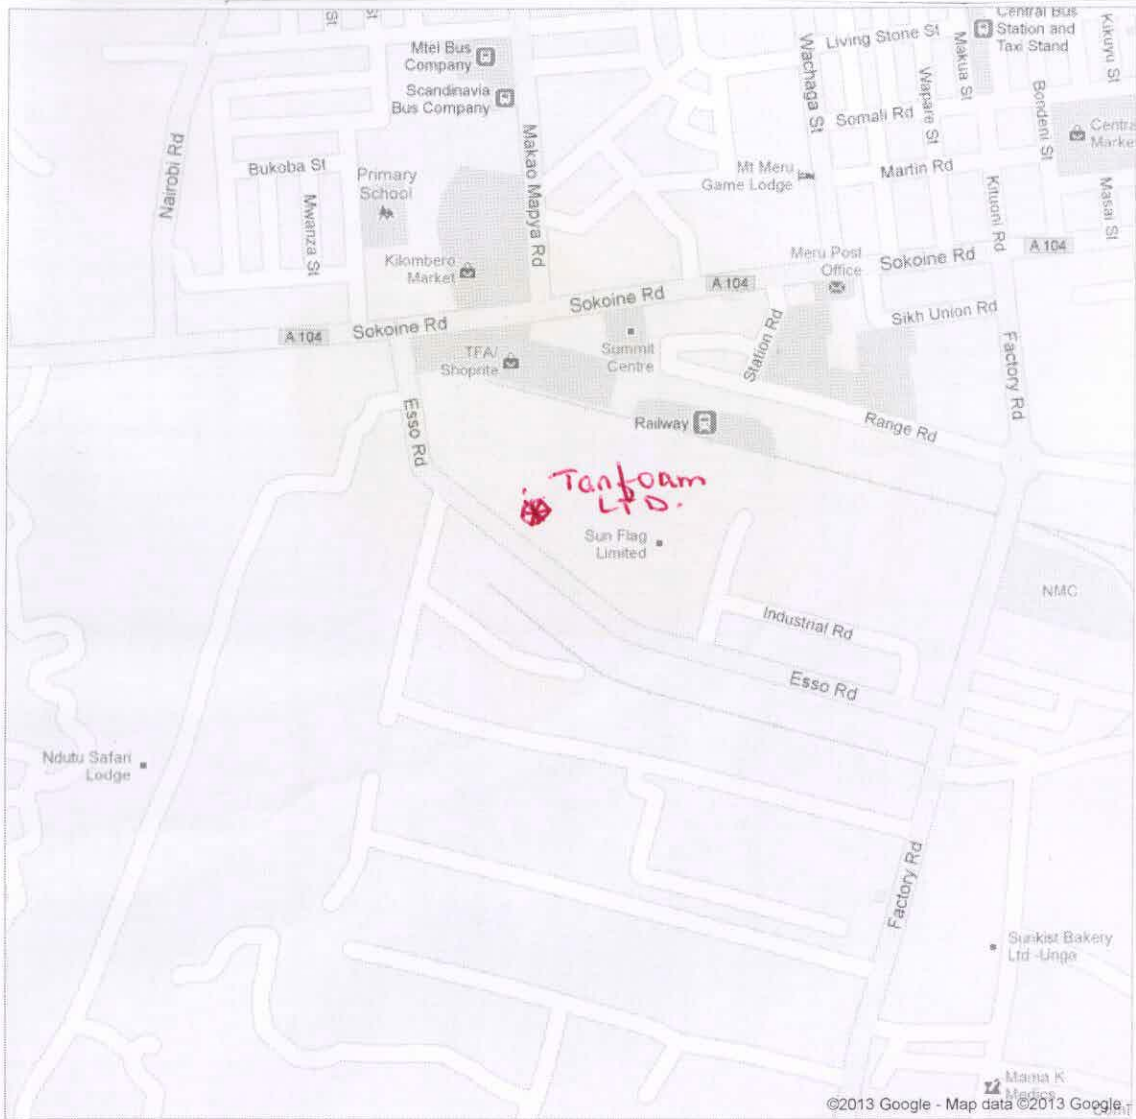 St
St
Mtei Bus
Company
Scandinavia
Bus Company
Living Stone St
Makua St
Central Bus
Station and
Taxi Stand
Kikuyu St
Wachaga St
Wapare St
Somali Rd
Bondeni St
Central
Market
Nairobi Rd
Bukoba St
Primary
School
Makao Mapya Rd
Mt Meru
Game Lodge
Martin Rd
Mwanza St
Kituoni Rd
Masai St
Kilombero
Market
Meru Post
Office
Sokoine Rd
A 104
A 104
Sokoine Rd
Sikh Union Rd
A 104
Sokoine Rd
Summit
Centre
Station Rd
Factory Rd
TFA/
Shoprite
Esso Rd
Railway
Range Rd
Tanfoam
LTD.
Sun Flag
Limited
NMC
Industrial Rd
Esso Rd
Ndutu Safari
Lodge
Factory Rd
Sunkist Bakery
Ltd -Unga
Mama K
Medics
©2013 Google - Map data ©2013 Google -